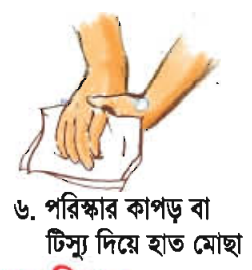 ৬. পরিস্কার কাপড় বা
টিস্যু দিয়ে হাত মোছা